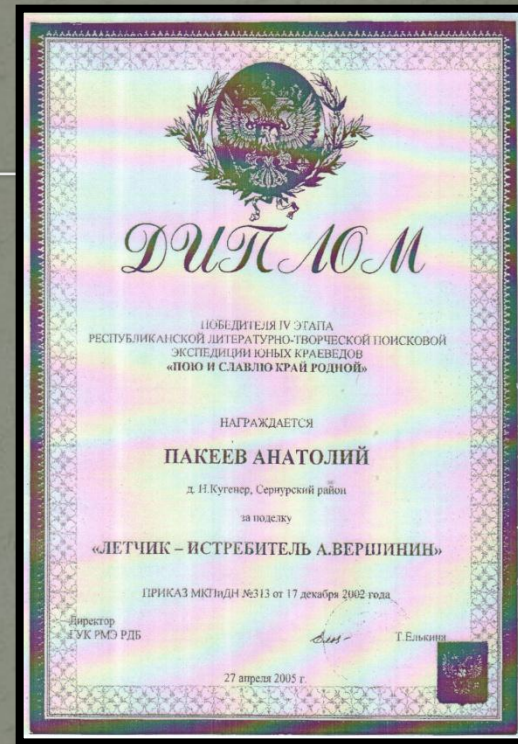 ДИПЛОМ
ПОБЕДИТЕЛЯ IV ЭТАПА
РЕСПУБЛИКАНСКОЙ ЛИТЕРАТУРНО-ТВОРЧЕСКОЙ ПОИСКОВОЙ
ЭКСПЕДИЦИИ ЮНЫХ КРАЕВЕДОВ
«ПОЮ И СЛАВЛЮ КРАЙ РОДНОЙ»
НАГРАЖДАЕТСЯ
ПАКЕЕВ АНАТОЛИЙ
д. Н.Кугенер, Сернурский район
за поделку
«ЛЕТЧИК – ИСТРЕБИТЕЛЬ А.ВЕРШИНИН»
ПРИКАЗ МКПиДН №313 от 17 декабря 2002 года
Директор
ГУК РМЭ РДБ
Т.Елькина
27 апреля 2005 г.